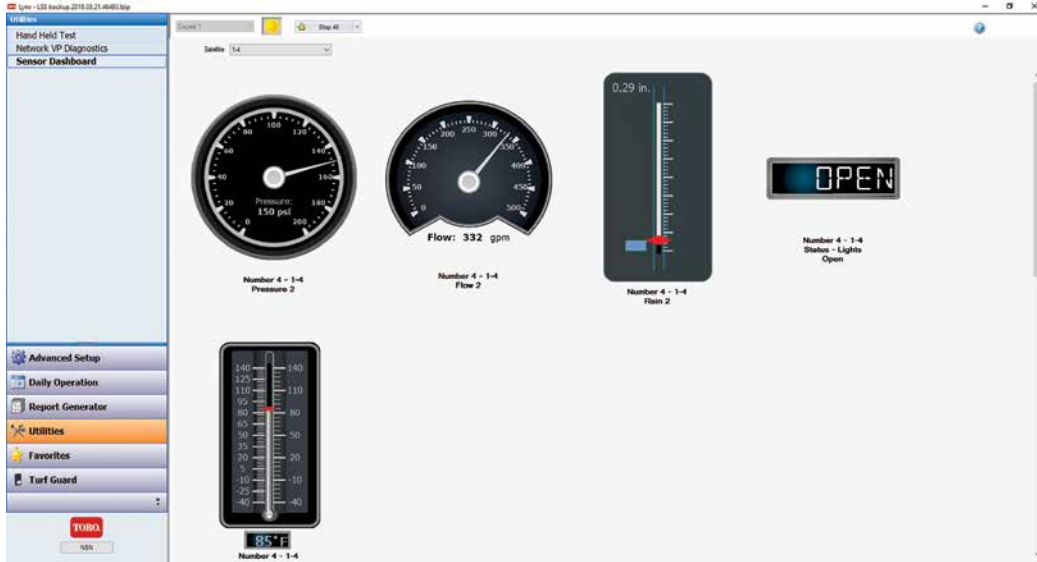 Lynx - LSS backup.2018.03.21.46493.lbip
Utilities
Hand Held Test
Network VP Diagnostics
Sensor Dashboard
Course 1
Stop All
Satellite 1-4
0 20 40 60 80 100 120 140 160 180 200
Pressure:
150 psi
Number 4 - 1-4
Pressure 2
0 50 100 150 200 250 300 350 400 450 500
Flow: 332 gpm
Number 4 - 1-4
Flow 2
0.29 in.
Number 4 - 1-4
Rain 2
OPEN
Number 4 - 1-4
Status - Lights
Open
140 140
125
110 110
95
80 80
65
50 50
35
20 20
5
-10 -10
-25
-40 -40
85°F
Number 4 - 1-4
Advanced Setup
Daily Operation
Report Generator
Utilities
Favorites
Turf Guard
TORO.
NSN